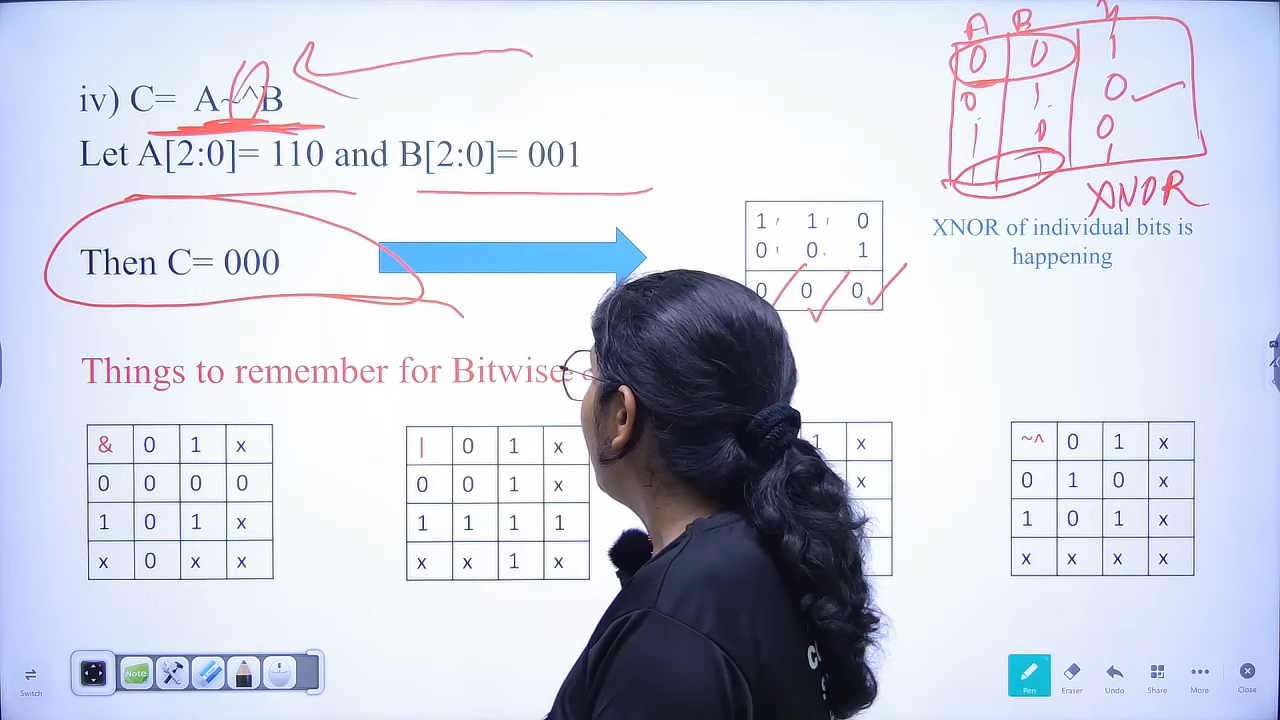 A B y
0 0 1
0 1 0
1 0 0
1 1 1
XNOR
iv) C= A~^B
Let A[2:0]= 110 and B[2:0]= 001
Then C= 000
1 1 0
0 0 1
0 0 0
XNOR of individual bits is
happening
Things to remember for Bitwise
& 0 1 x
0 0 0 0
1 0 1 x
x 0 x x
| 0 1 x
0 0 1 x
1 1 1 1
x x 1 x
1 x
x
~^ 0 1 x
0 1 0 x
1 0 1 x
x x x x
Switch
Note
Pen Eraser Undo Share More Close